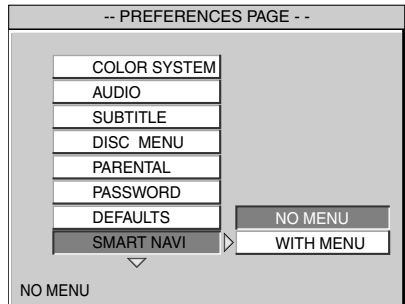 -- PREFERENCES PAGE - -
COLOR SYSTEM
AUDIO
SUBTITLE
DISC MENU
PARENTAL
PASSWORD
DEFAULTS
NO MENU
SMART NAVI
WITH MENU
NO MENU